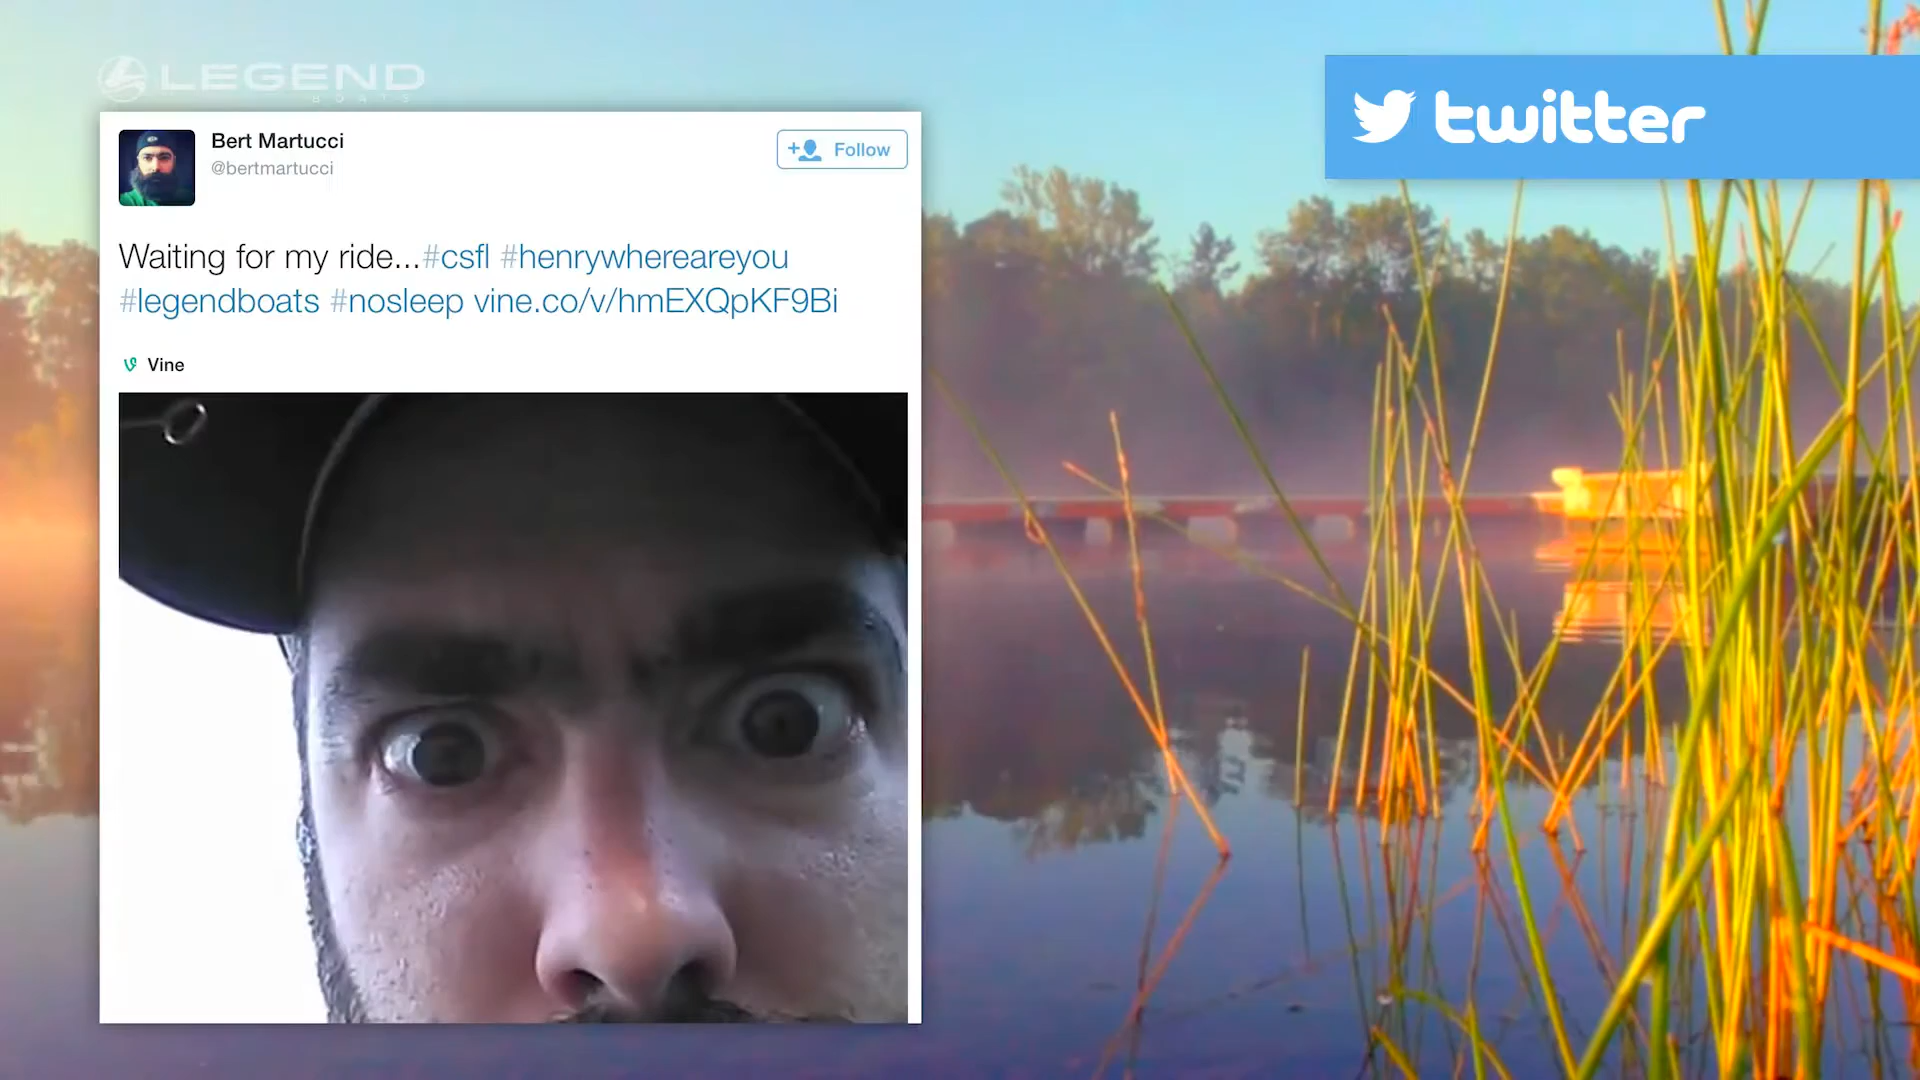 LEGEND
BOATS
twitter
Bert Martucci
@bertmartucci
Follow
Waiting for my ride...#csfl #henrywhereareyou
#legendboats #nosleep vine.co/v/hmEXQpKF9Bi
Vine